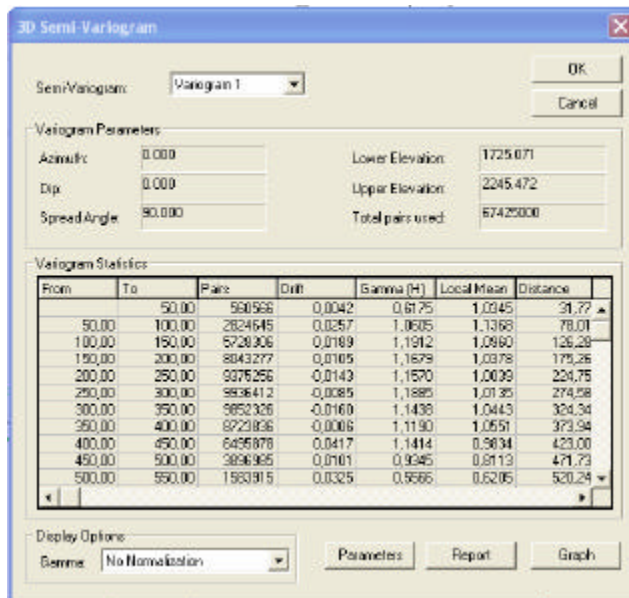 3D Semi-Variogram
OK
Semi-Variogram: Variogram 1
Cancel
Variogram Parameters
Azimuth: 0.000 Lower Elevation: 1725.071
Dip: 0.000 Upper Elevation: 2245.472
Spread Angle: 90.000 Total pairs used: 67425000
Variogram Statistics
From To Pairs Drift Gamma (H) Local Mean Distance
50,00 560566 0,0042 0,6175 1,0345 31,77
50,00 100,00 2824645 0,0257 1,0605 1,1368 78,01
100,00 150,00 5728306 0,0189 1,1912 1,0960 126,28
150,00 200,00 8043277 0,0105 1,1679 1,0378 175,26
200,00 250,00 9375256 -0,0143 1,1570 1,0039 224,75
250,00 300,00 9936412 -0,0085 1,1885 1,0135 274,58
300,00 350,00 9852326 -0,0160 1,1438 1,0443 324,34
350,00 400,00 8723836 -0,0006 1,1190 1,0551 373,94
400,00 450,00 6495878 0,0417 1,1414 0,9834 423,00
450,00 500,00 3896985 0,0101 0,9345 0,8113 471,73
500,00 550,00 1583915 0,0325 0,5566 0,6205 520,24
Display Options
Gamma: No Normalization Parameters Report Graph